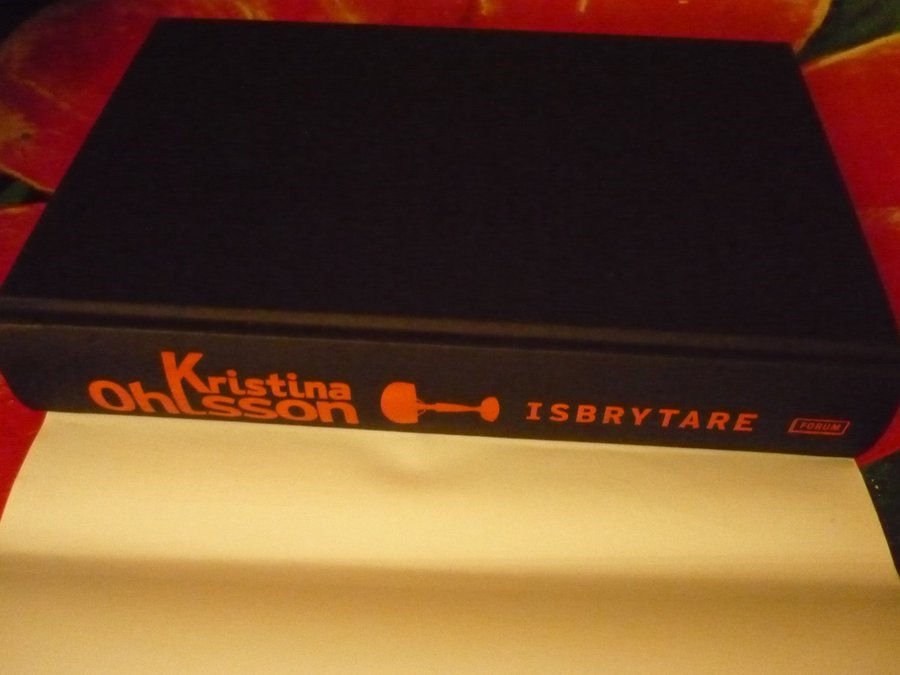 Kristina
Ohlsson
ISBRYTARE
FORUM